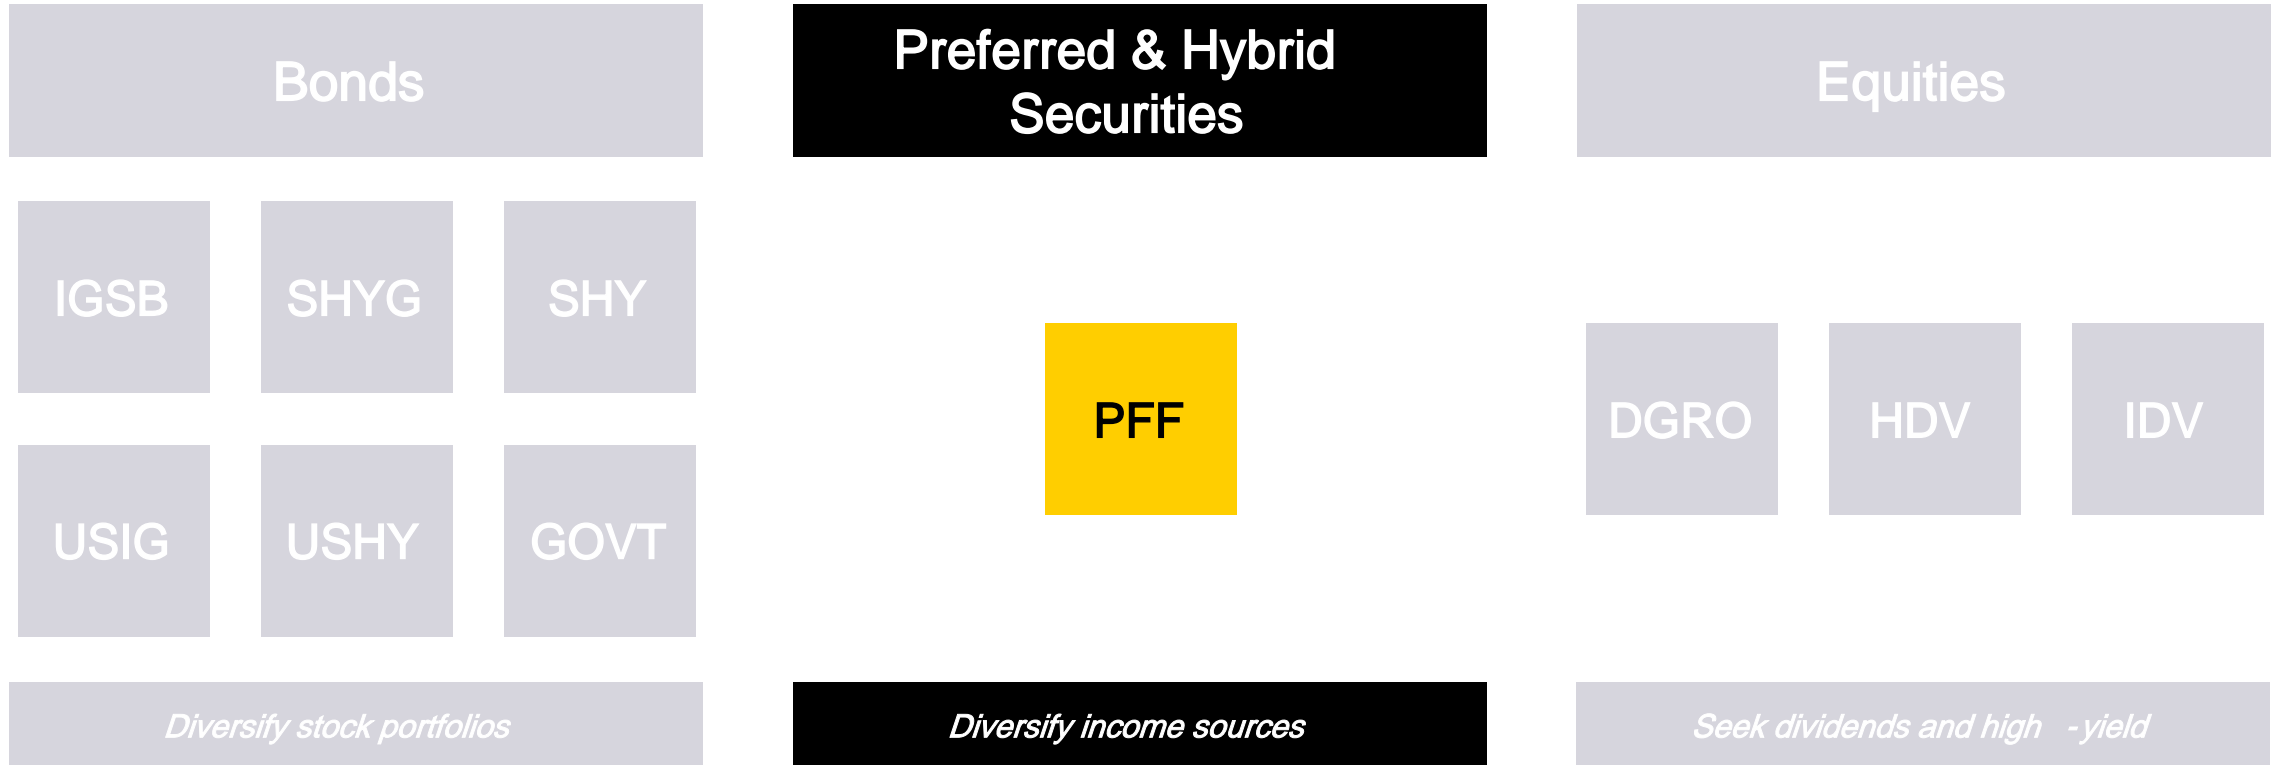 Bonds
Preferred & Hybrid
Securities
Equities
IGSB
SHYG
SHY
USIG
USHY
GOVT
PFF
DGRO
HDV
IDV
Diversify stock portfolios
Diversify income sources
Seek dividends and high -yield